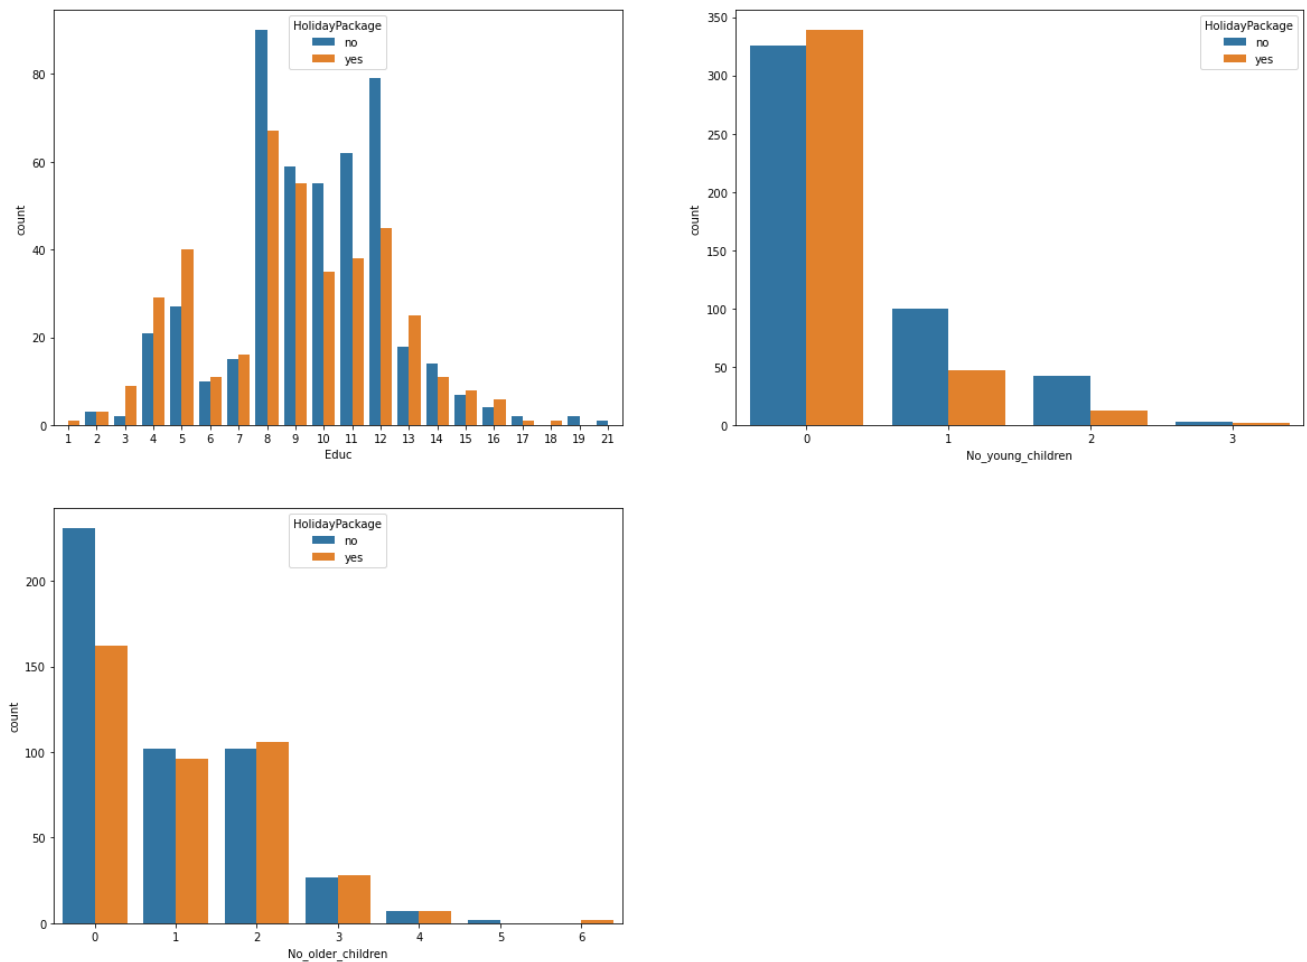 HolidayPackage
no
yes
80
60
40
20
0
count
1 2 3 4 5 6 7 8 9 10 11 12 13 14 15 16 17 18 19 21
Educ
HolidayPackage
no
yes
350
300
250
200
150
100
50
0
count
0 1 2 3
No_young_children
HolidayPackage
no
yes
200
150
100
50
0
count
0 1 2 3 4 5 6
No_older_children